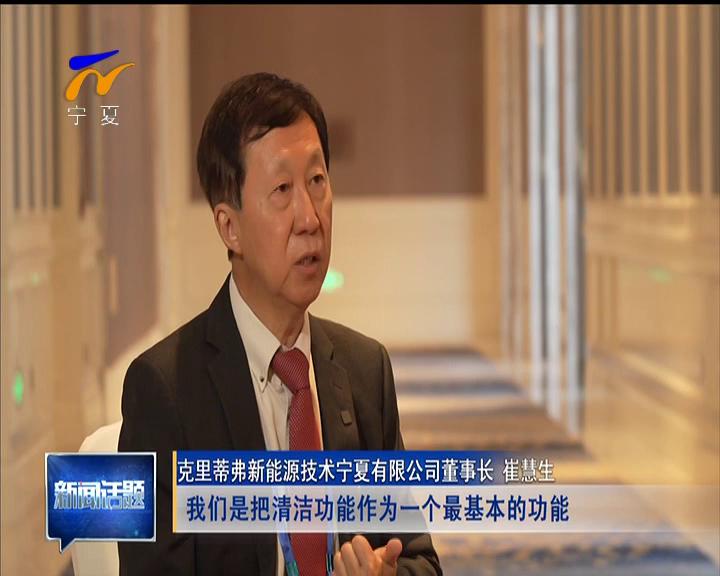 宁夏
克里蒂弗新能源技术宁夏有限公司董事长 崔慧生
新闻话题
我们是把清洁功能作为一个最基本的功能